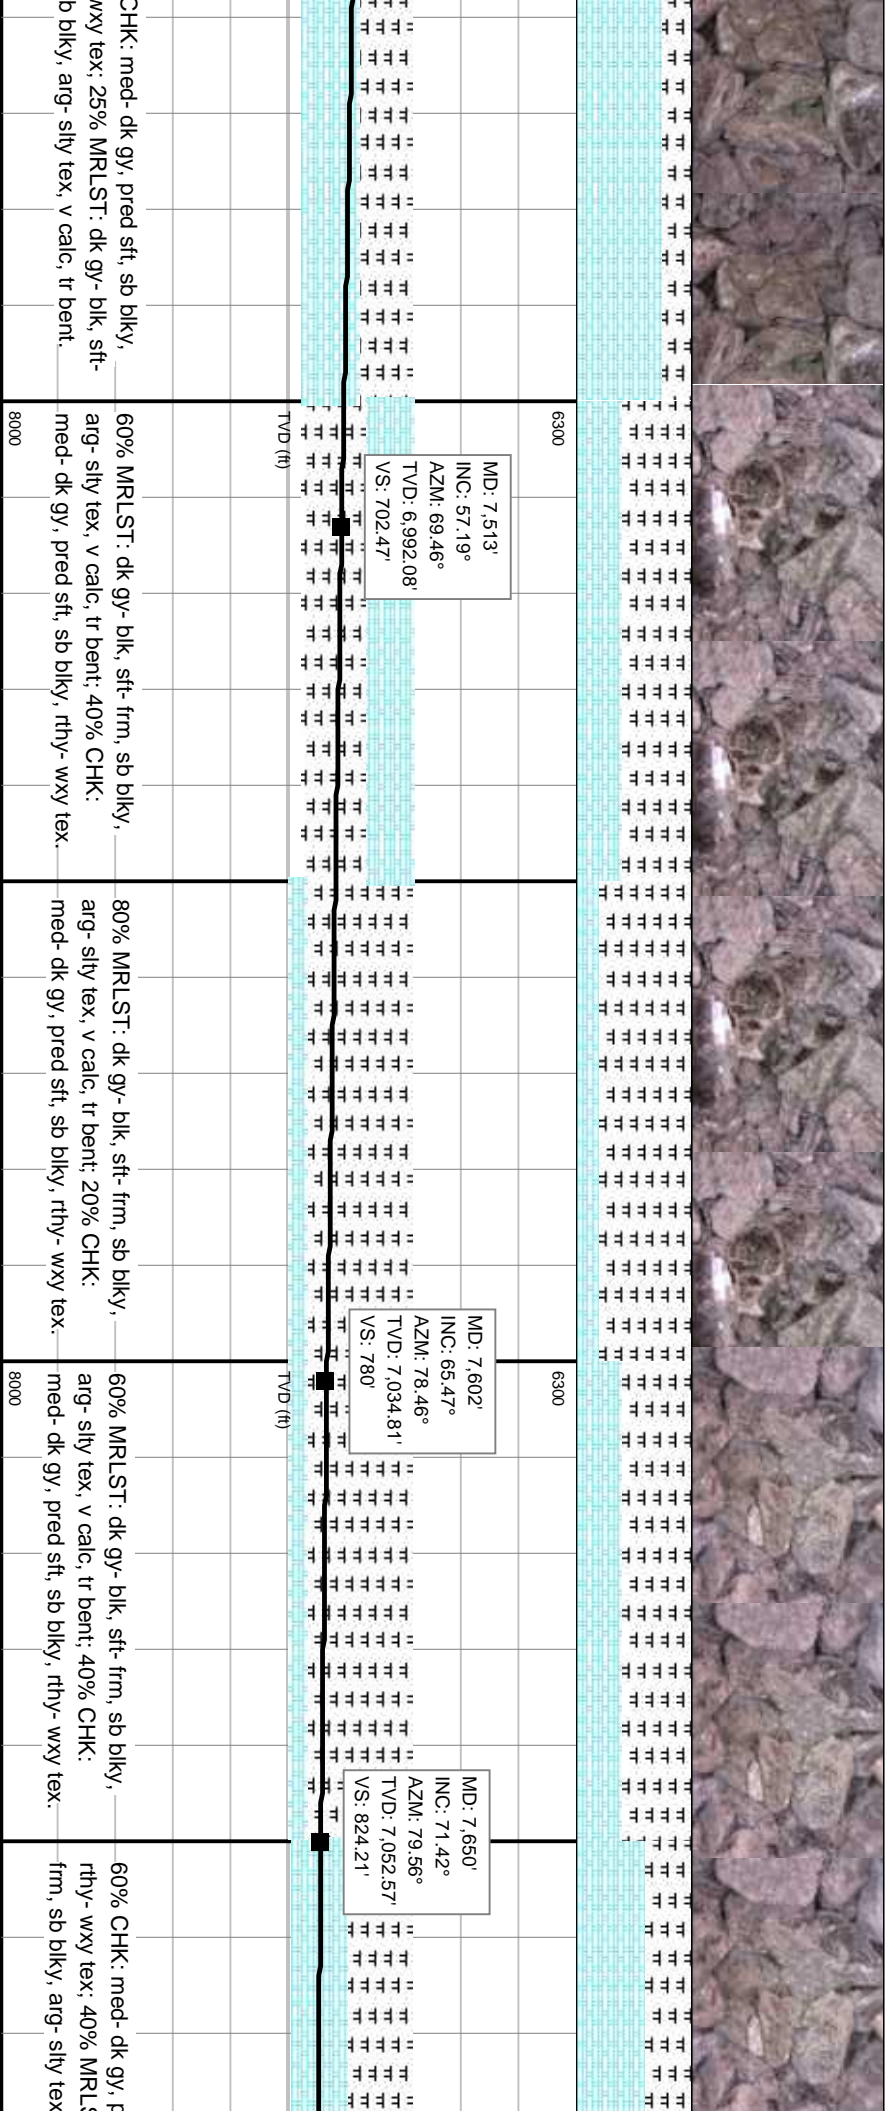 CHK: med- dk gy, pred sft, sb blky,
wxy tex; 25% MRLST: dk gy- blk, sft-
b blky, arg- slty tex, v calc, tr bent.
6300
TVD (ft)
8000
MD: 7,513'
INC: 57.19°
AZM: 69.46°
TVD: 6,992.08'
VS: 702.47'
60% MRLST: dk gy- blk, sft- frm, sb blky,
arg- slty tex, v calc, tr bent; 40% CHK:
med- dk gy, pred sft, sb blky, rthy- wxy tex.
80% MRLST: dk gy- blk, sft- frm, sb blky,
arg- slty tex, v calc, tr bent; 20% CHK:
med- dk gy, pred sft, sb blky, rthy- wxy tex.
MD: 7,602'
INC: 65.47°
AZM: 78.46°
TVD: 7,034.81'
VS: 780'
6300
TVD (ft)
8000
60% MRLST: dk gy- blk, sft- frm, sb blky,
arg- slty tex, v calc, tr bent; 40% CHK:
med- dk gy, pred sft, sb blky, rthy- wxy tex.
MD: 7,650'
INC: 71.42°
AZM: 79.56°
TVD: 7,052.57'
VS: 824.21'
60% CHK: med- dk gy, p
rthy- wxy tex; 40% MRLS
frm, sb blky, arg- slty tex